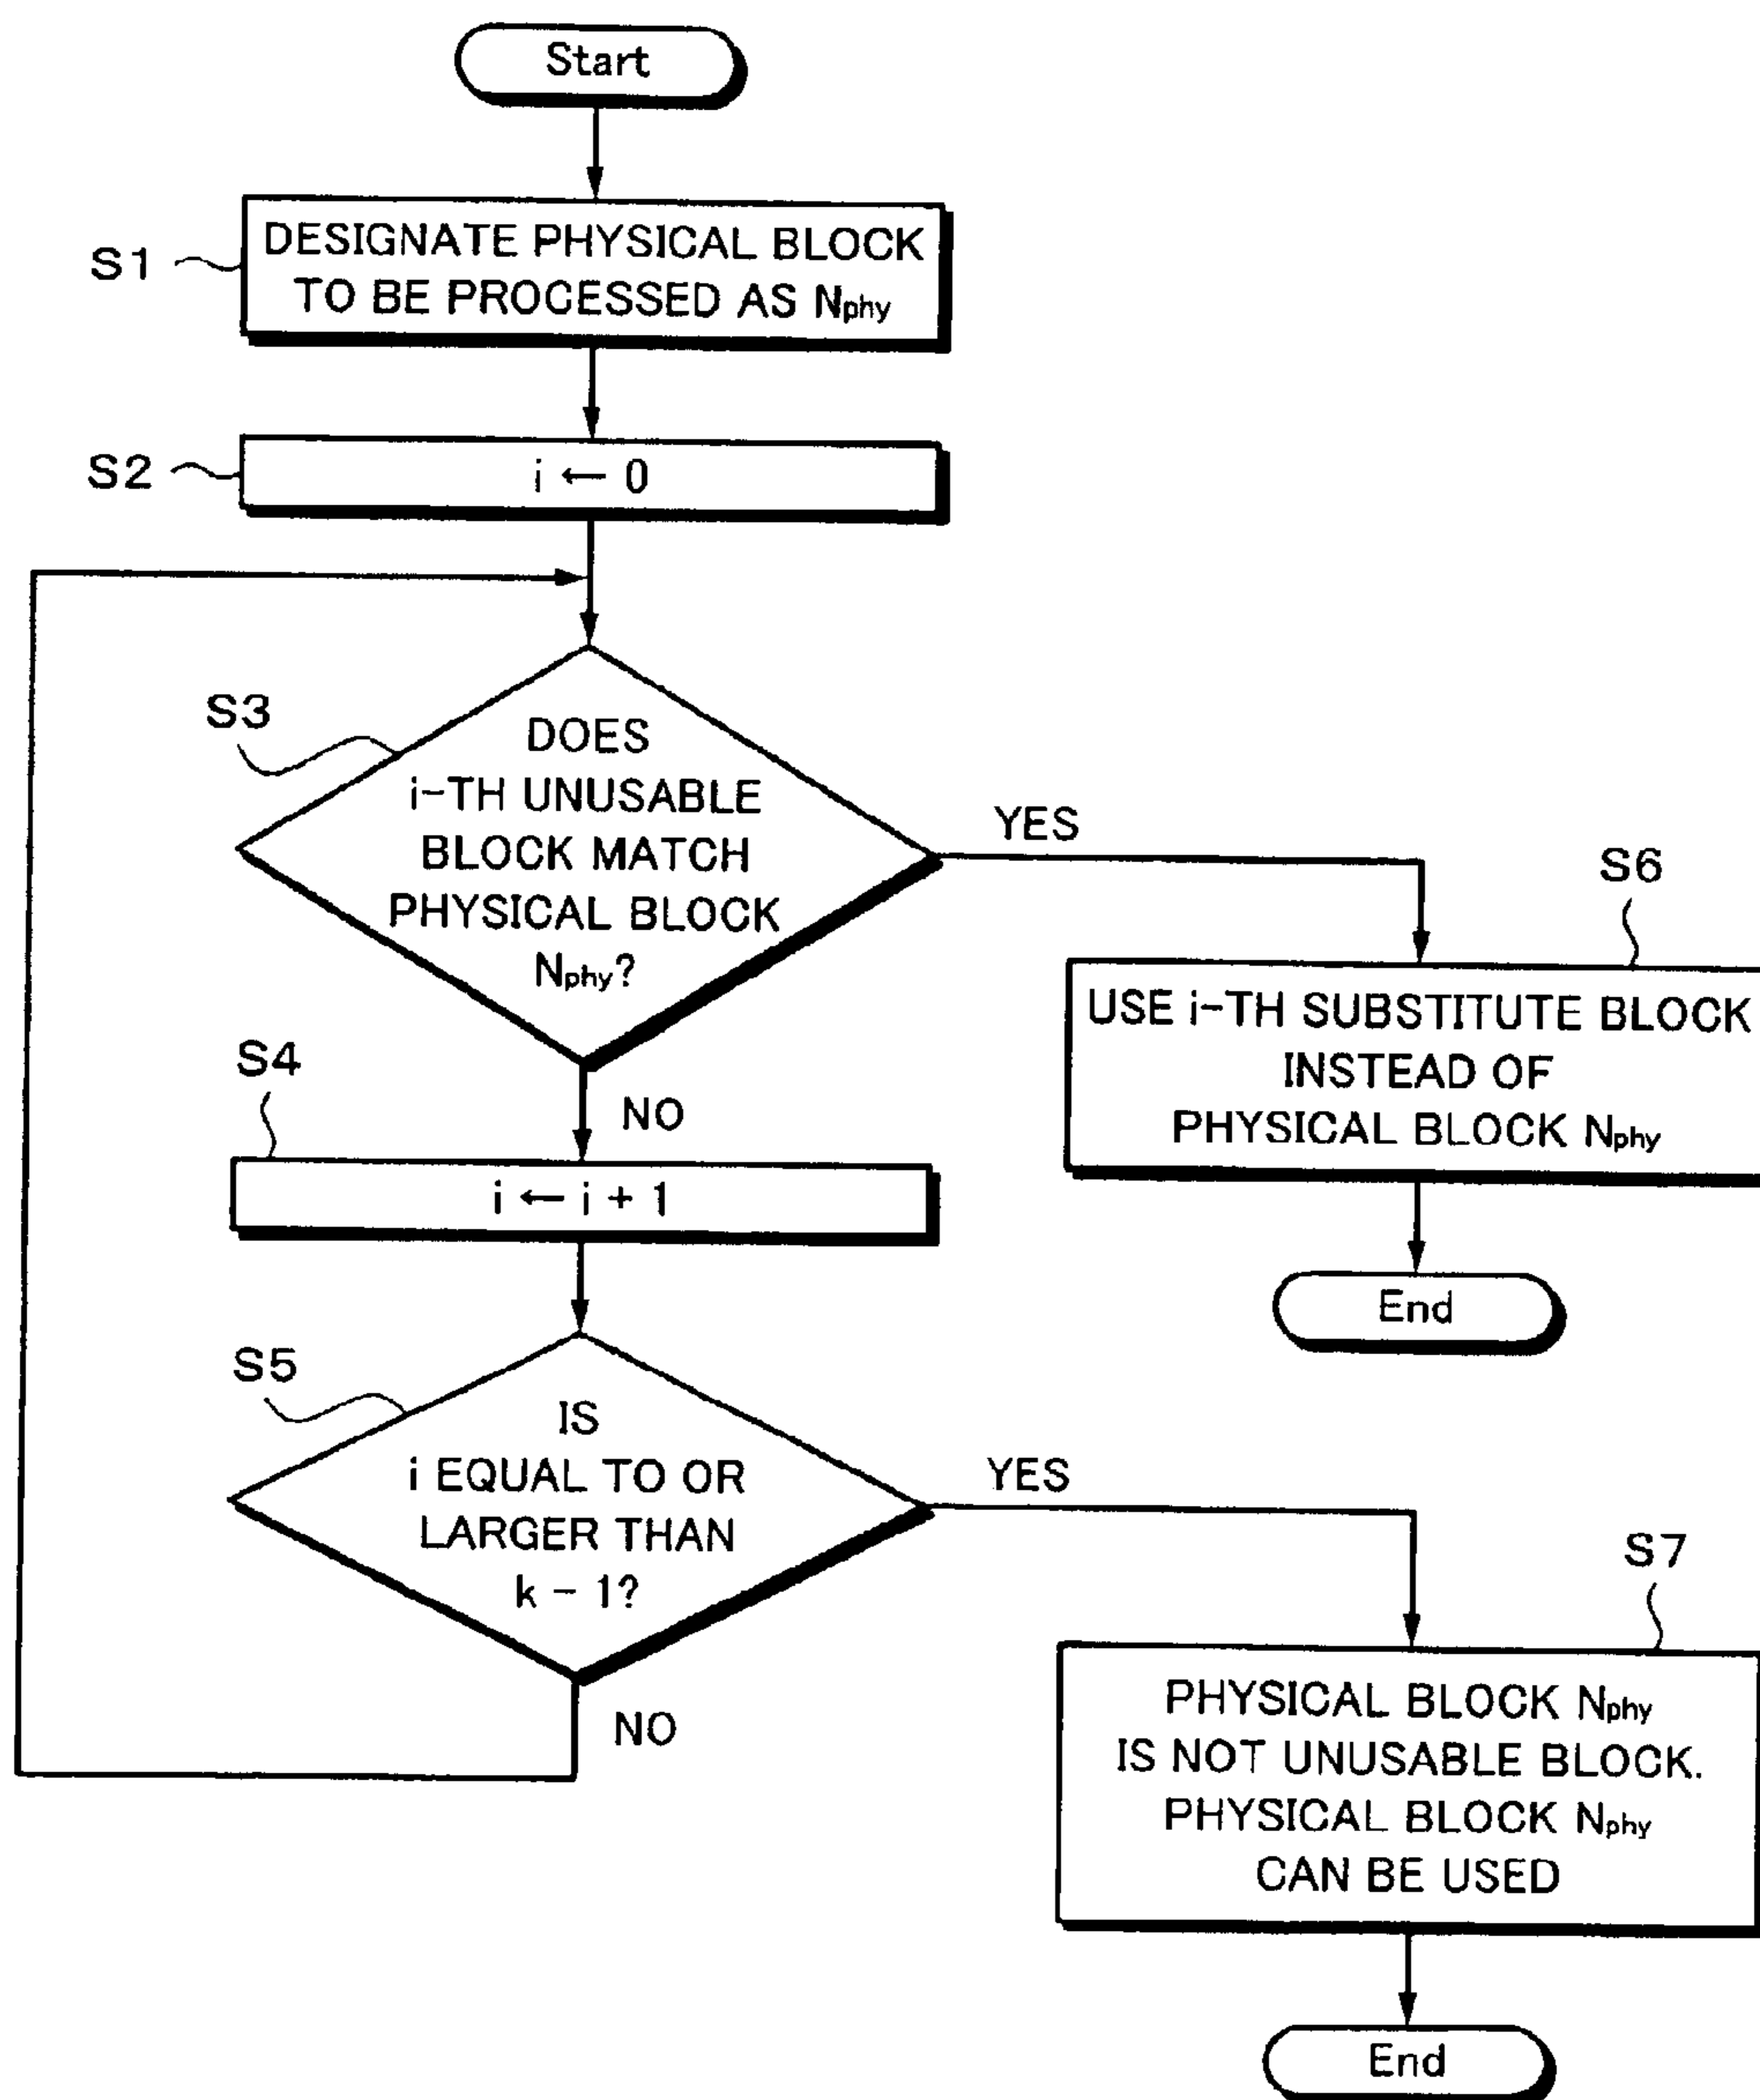 Start
S1
DESIGNATE PHYSICAL BLOCK
TO BE PROCESSED AS Nphy
S2
i ← 0
S3
DOES
i-TH UNUSABLE
BLOCK MATCH
PHYSICAL BLOCK
Nphy?
YES
S6
USE i-TH SUBSTITUTE BLOCK
INSTEAD OF
PHYSICAL BLOCK Nphy
End
NO
S4
i ← i + 1
S5
IS
i EQUAL TO OR
LARGER THAN
k - 1?
YES
NO
S7
PHYSICAL BLOCK Nphy
IS NOT UNUSABLE BLOCK.
PHYSICAL BLOCK Nphy
CAN BE USED
End